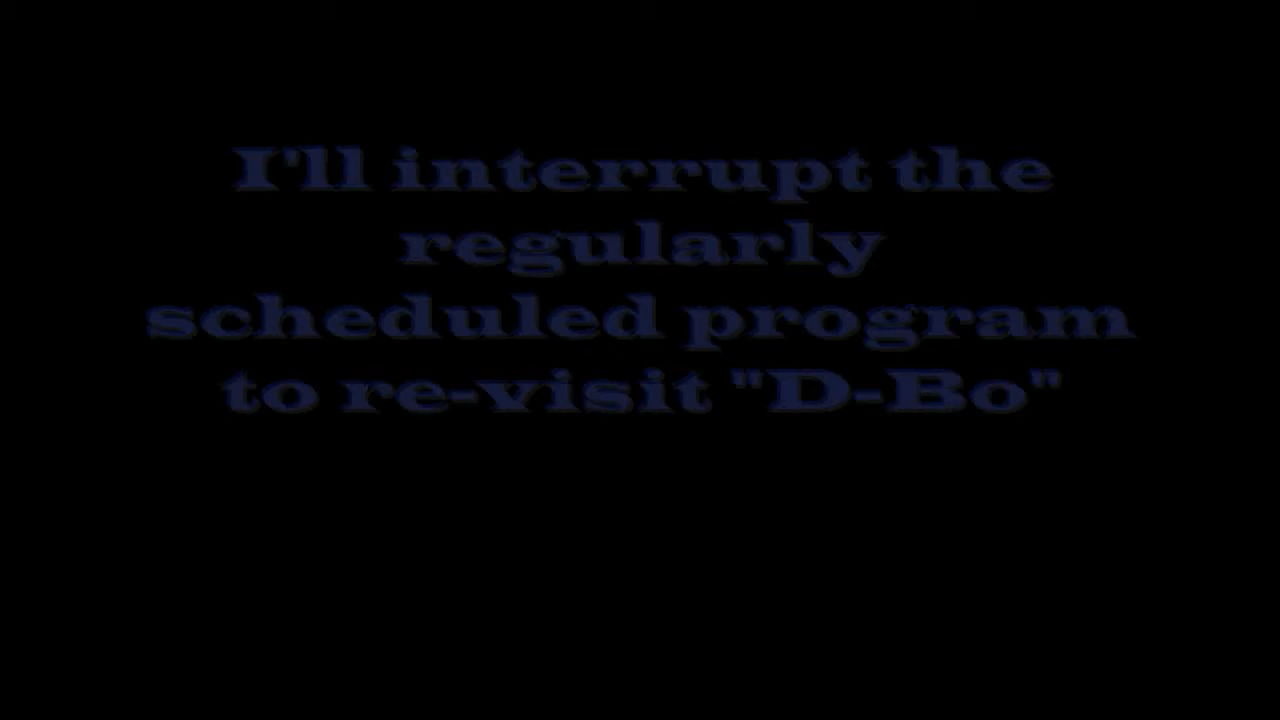 I'll interrupt the
regularly
scheduled program
to re-visit "D-Bo"